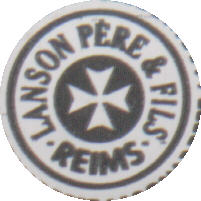 · LANSON PÈRE & FILS ·
REIMS